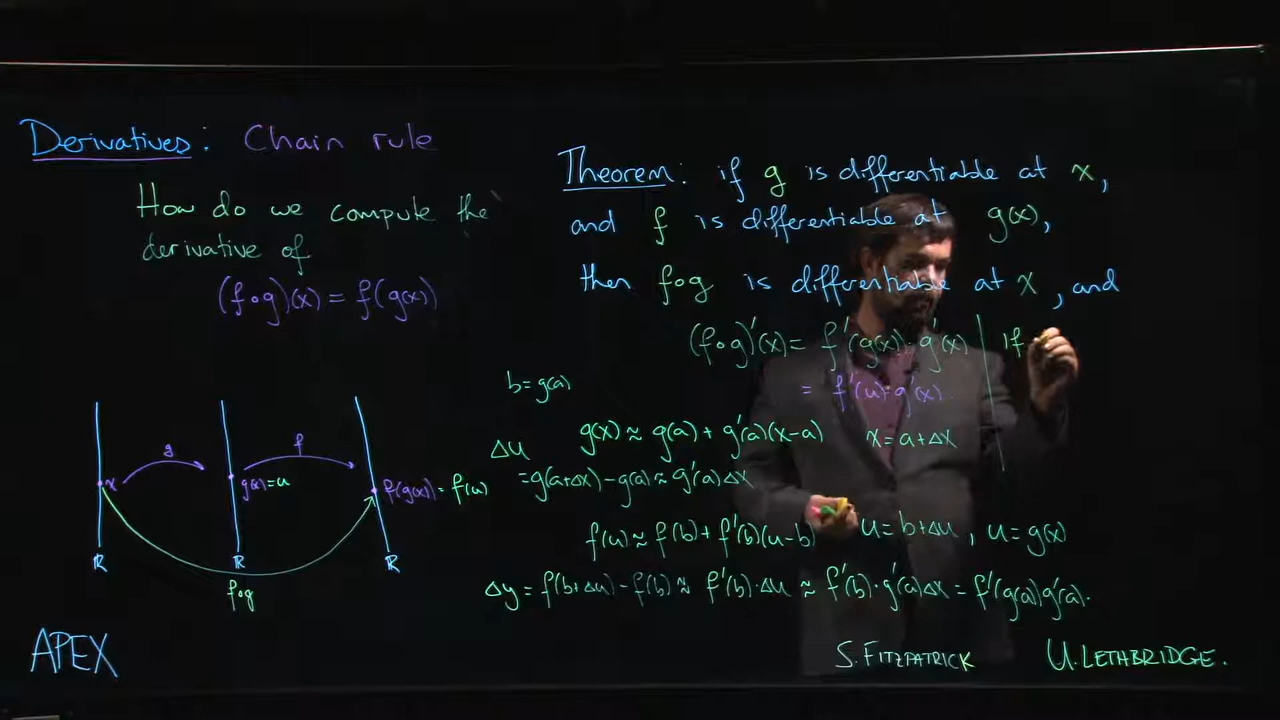 Derivatives: Chain rule
How do we compute the
derivative of
(f∘g)(x) = f(g(x))
g
f
x
g(x)=u
f(g(x)) = f(u)
ℝ
ℝ
ℝ
f∘g
APEX
Theorem: if g is differentiable at x,
and f is differentiable at g(x),
then f∘g is differentiable at x, and
(f∘g)'(x) = f'(g(x))·g'(x)
= f'(u)·g'(x).
If
b = g(a)
g(x) ≈ g(a) + g'(a)(x-a) x = a+Δx
Δu
= g(a+Δx) - g(a) ≈ g'(a)Δx
f(u) ≈ f(b) + f'(b)(u-b) u = b+Δu, u = g(x)
Δy = f(b+Δu) - f(b) ≈ f'(b)·Δu ≈ f'(b)·g'(a)Δx = f'(g(a))g'(a).
S. FITZPATRICK U. LETHBRIDGE.